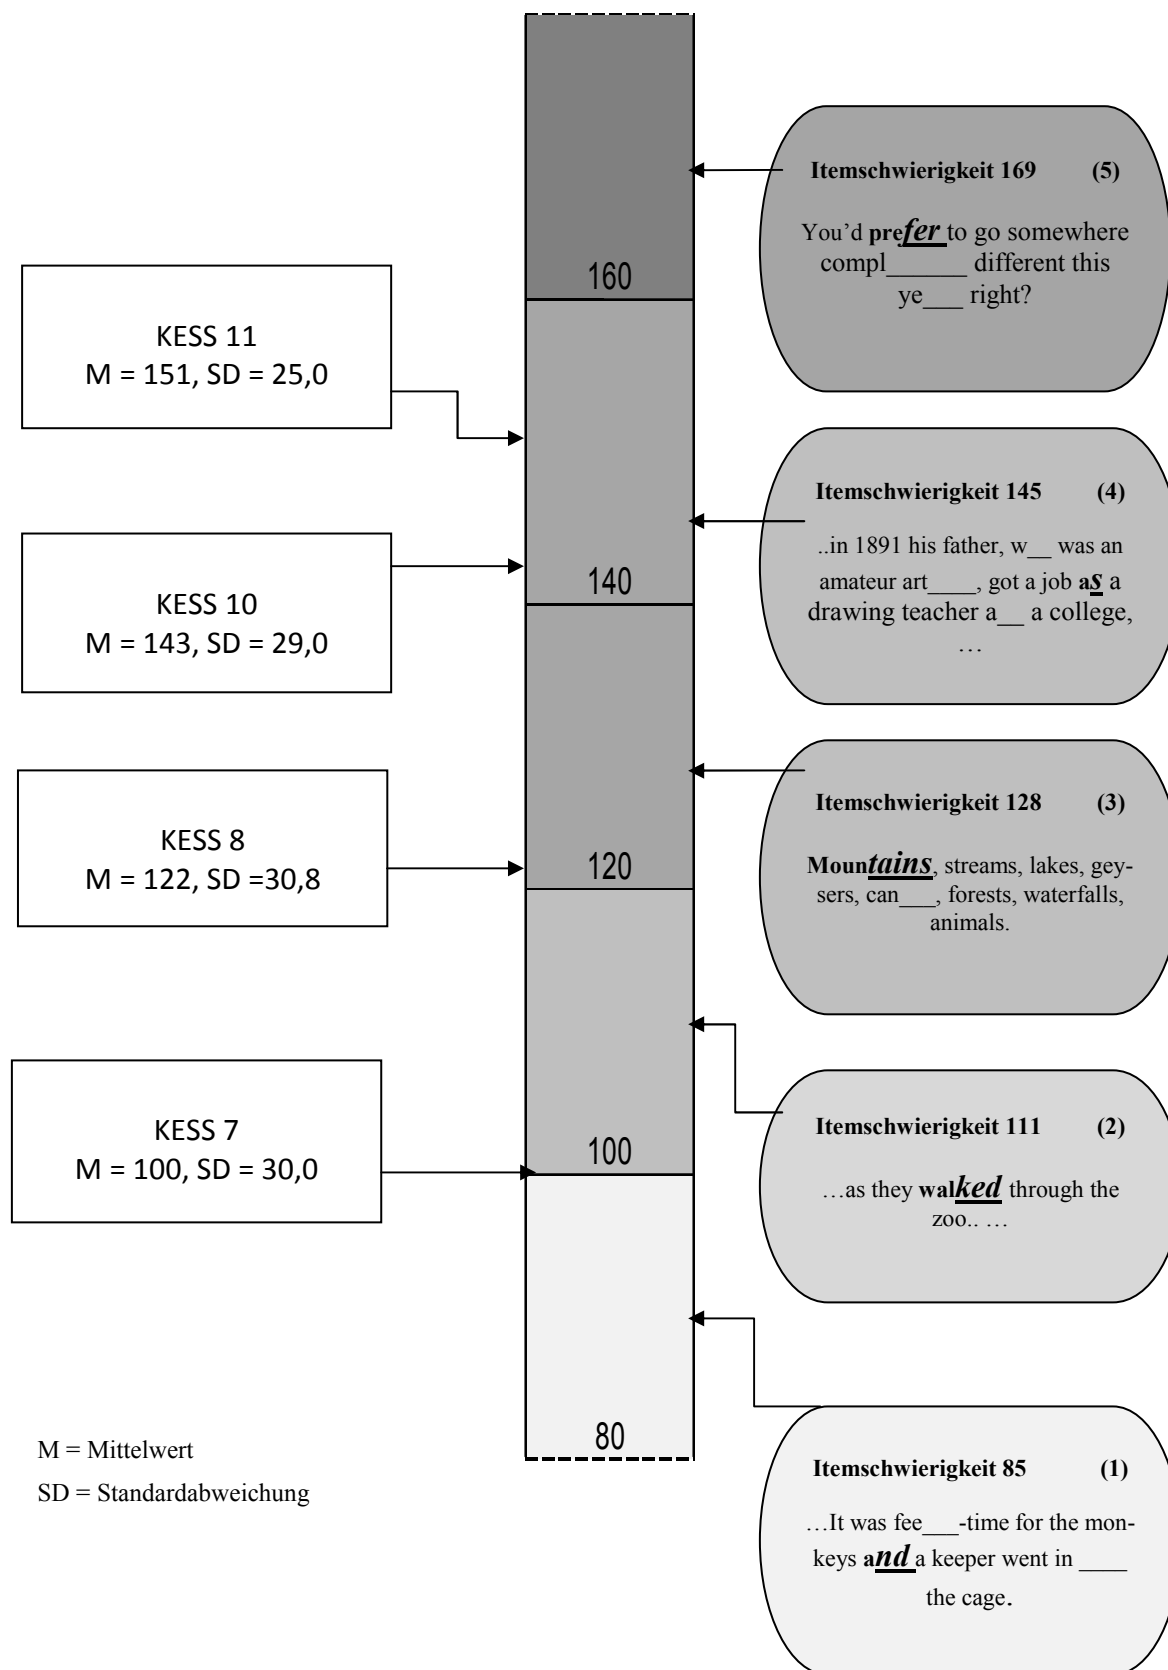 160
140
120
100
80
KESS 11
M = 151, SD = 25,0
KESS 10
M = 143, SD = 29,0
KESS 8
M = 122, SD =30,8
KESS 7
M = 100, SD = 30,0
M = Mittelwert
SD = Standardabweichung
Itemschwierigkeit 169 (5)
You'd prefer to go somewhere
compl______ different this
ye___ right?
Itemschwierigkeit 145 (4)
..in 1891 his father, w__ was an
amateur art____, got a job as a
drawing teacher a__ a college,
…
Itemschwierigkeit 128 (3)
Mountains, streams, lakes, gey-
sers, can___, forests, waterfalls,
animals.
Itemschwierigkeit 111 (2)
…as they walked through the
zoo.. …
Itemschwierigkeit 85 (1)
…It was fee___-time for the mon-
keys and a keeper went in ____
the cage.